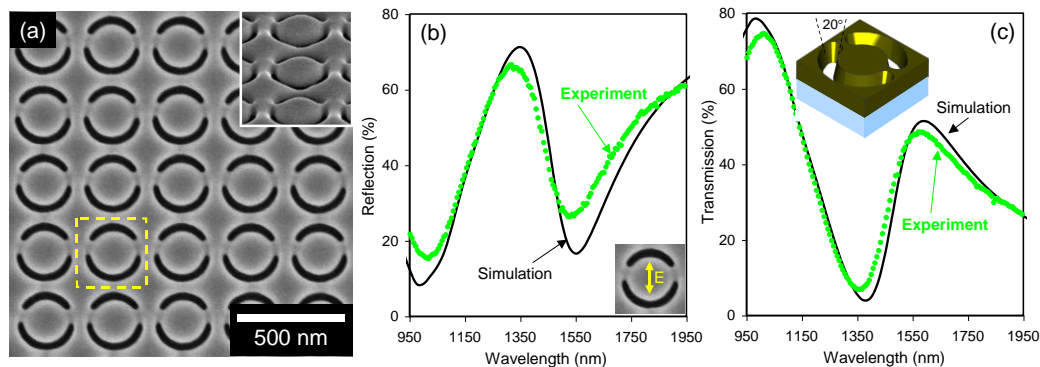 (a)
500 nm
(b)
Reflection (%)
80
60
40
20
0
Experiment
Simulation
E
950 1150 1350 1550 1750 1950
Wavelength (nm)
(c)
Transmission (%)
80
60
40
20
0
20°
Simulation
Experiment
950 1150 1350 1550 1750 1950
Wavelength (nm)